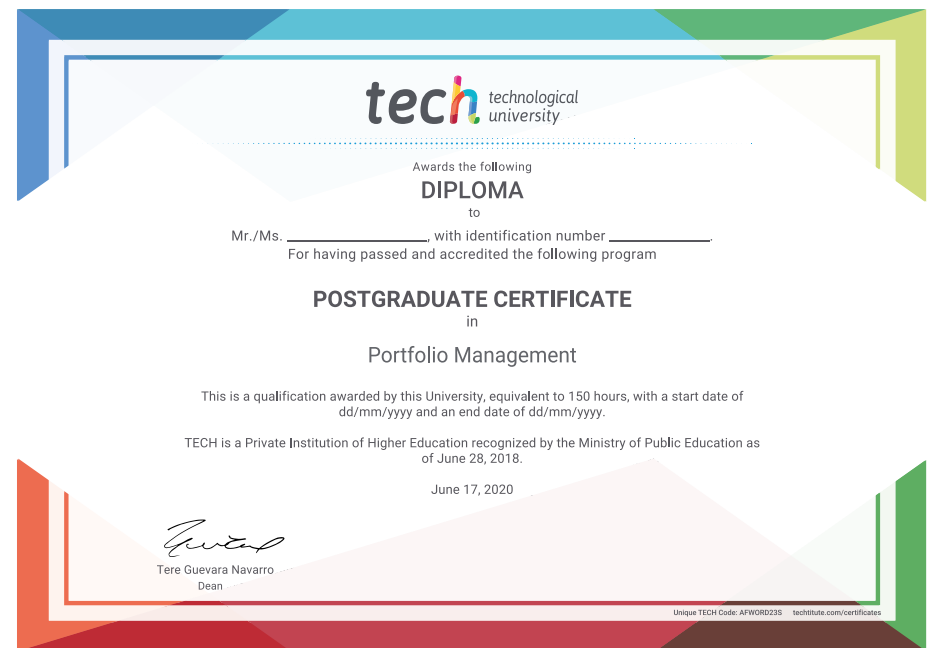 tech technological
university
Awards the following
DIPLOMA
to
Mr./Ms. ____________________, with identification number ______________.
For having passed and accredited the following program
POSTGRADUATE CERTIFICATE
in
Portfolio Management
This is a qualification awarded by this University, equivalent to 150 hours, with a start date of
dd/mm/yyyy and an end date of dd/mm/yyyy.
TECH is a Private Institution of Higher Education recognized by the Ministry of Public Education as
of June 28, 2018.
June 17, 2020
Tere Guevara Navarro
Dean
Unique TECH Code: AFWORD23S techtitute.com/certificates